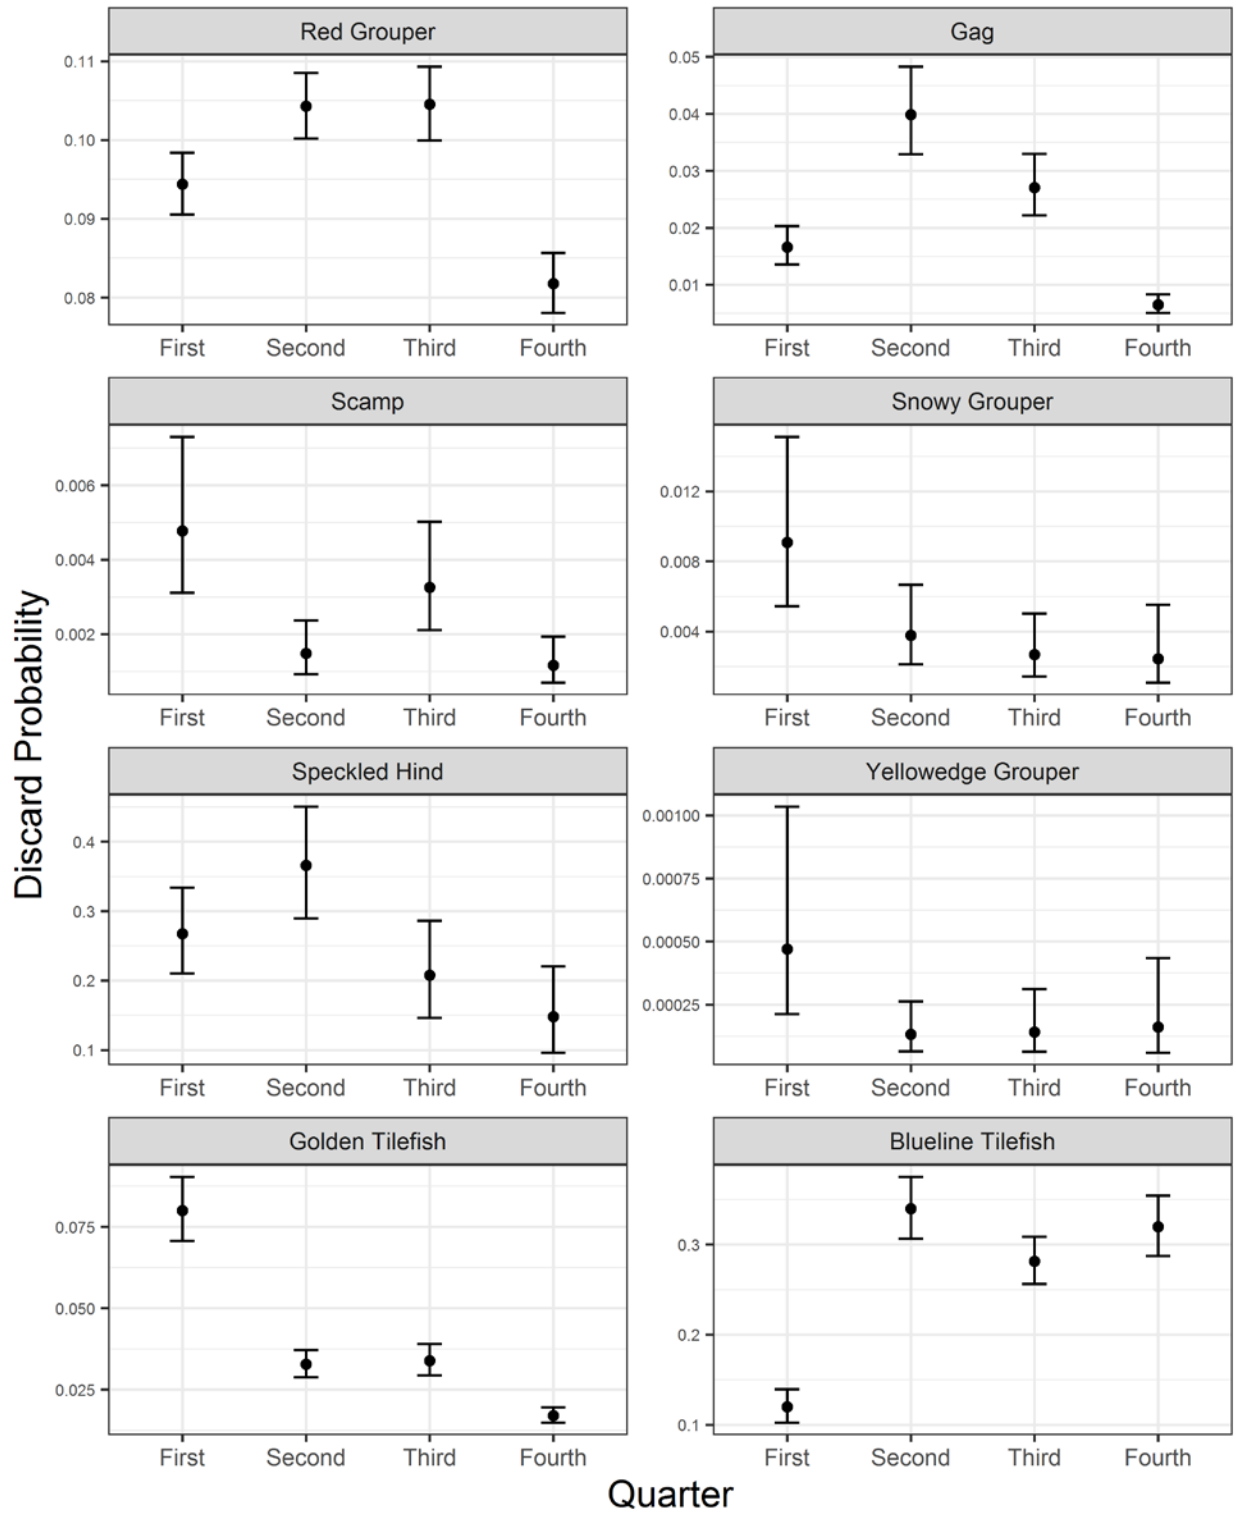 Red Grouper
0.11
0.10
0.09
0.08
First Second Third Fourth
Gag
0.05
0.04
0.03
0.02
0.01
First Second Third Fourth
Scamp
0.006
0.004
0.002
First Second Third Fourth
Snowy Grouper
0.012
0.008
0.004
First Second Third Fourth
Discard Probability
Speckled Hind
0.4
0.3
0.2
0.1
First Second Third Fourth
Yellowedge Grouper
0.00100
0.00075
0.00050
0.00025
First Second Third Fourth
Golden Tilefish
0.075
0.050
0.025
First Second Third Fourth
Blueline Tilefish
0.3
0.2
0.1
First Second Third Fourth
Quarter